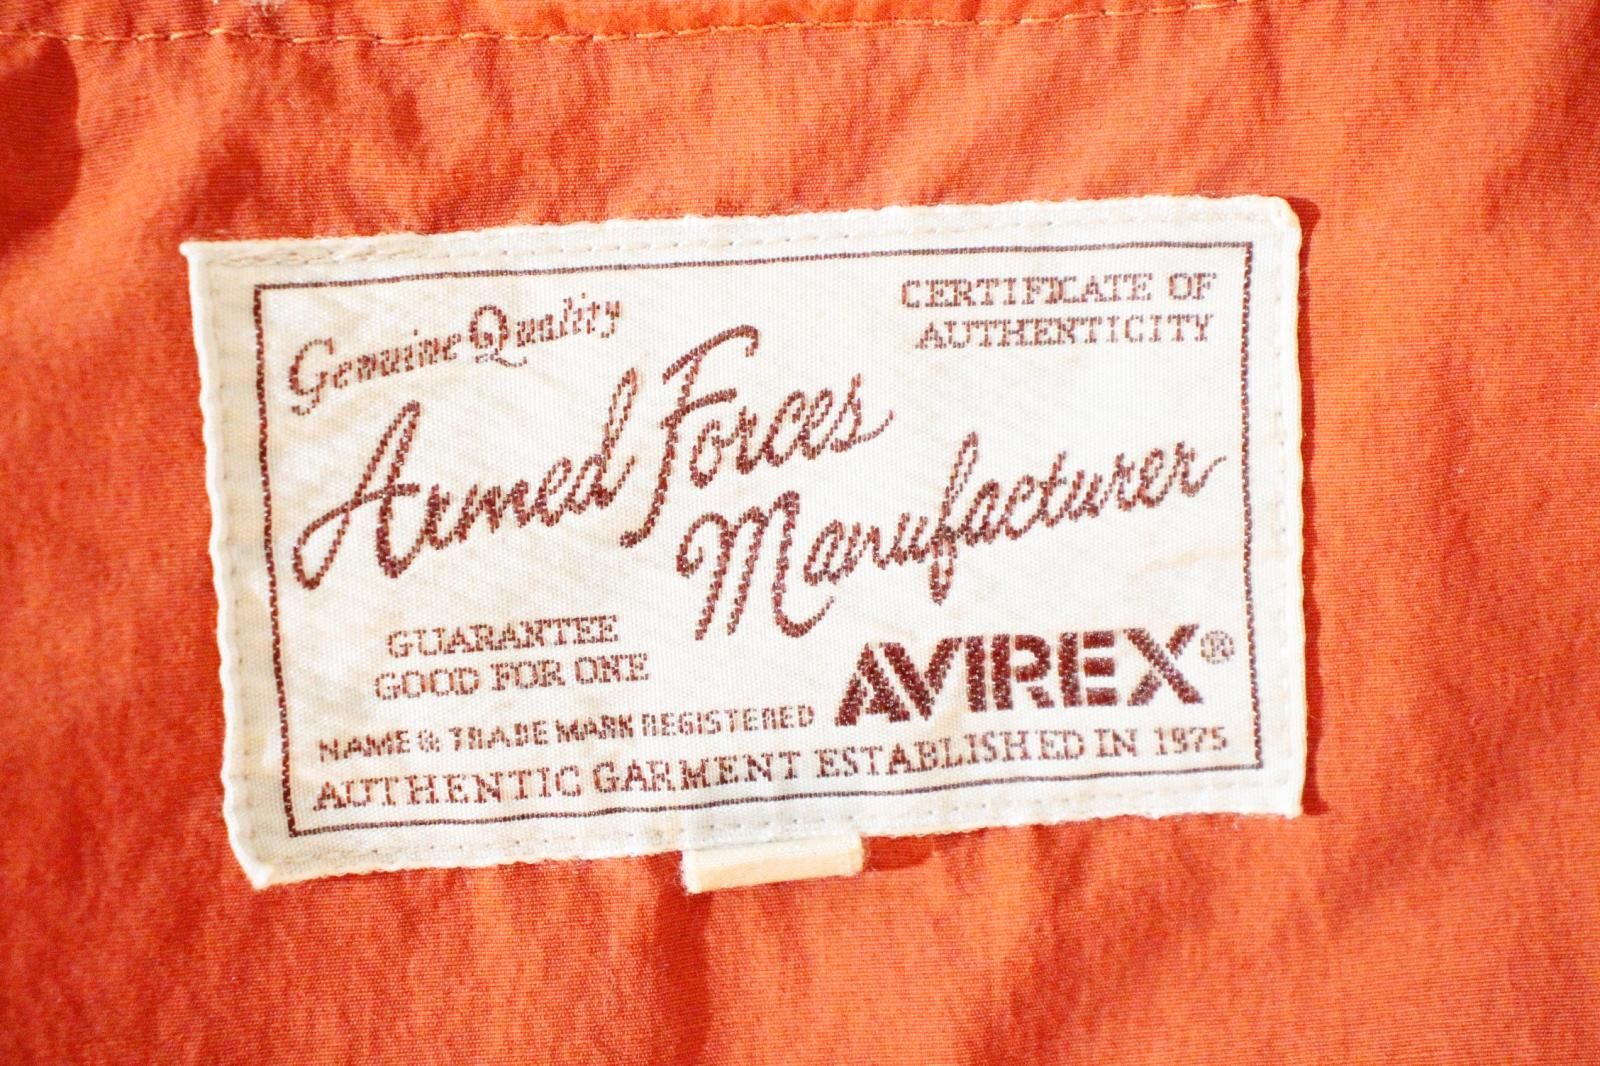 Genuine Quality
CERTIFICATE OF
AUTHENTICITY
Armed Forces
Manufacturer
GUARANTEE
GOOD FOR ONE
AVIREX®
NAME & TRADE MARK REGISTERED
AUTHENTIC GARMENT ESTABLISHED IN 1975